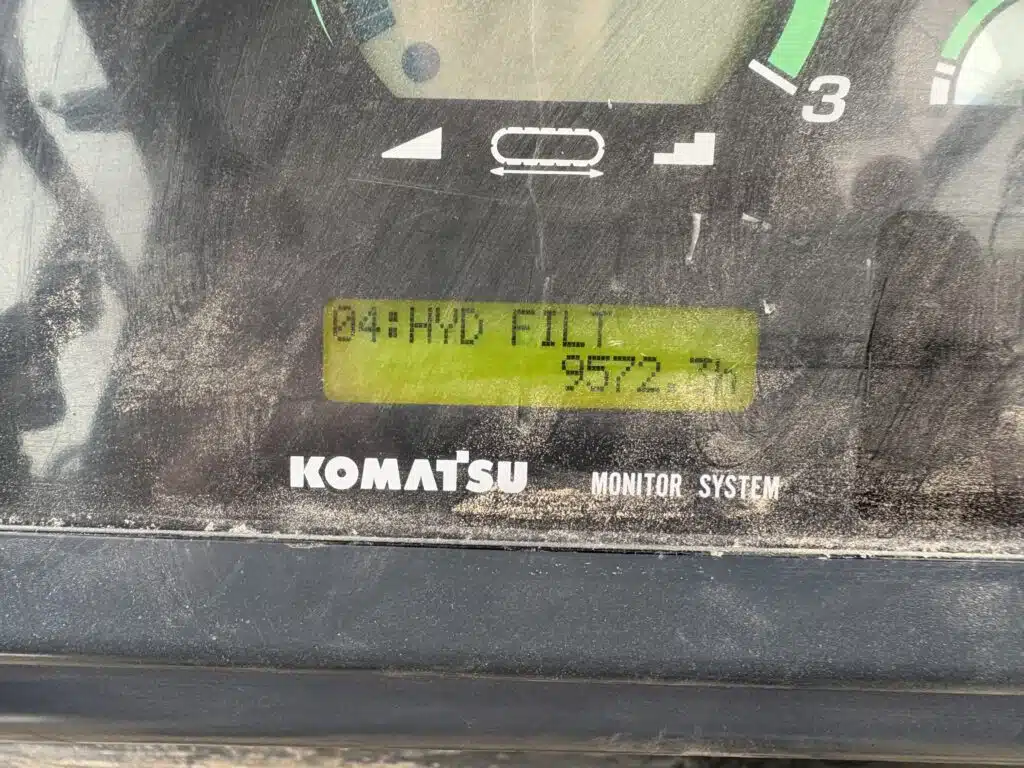 3
04:HYD FILT
9572.7h
KOMATSU MONITOR SYSTEM